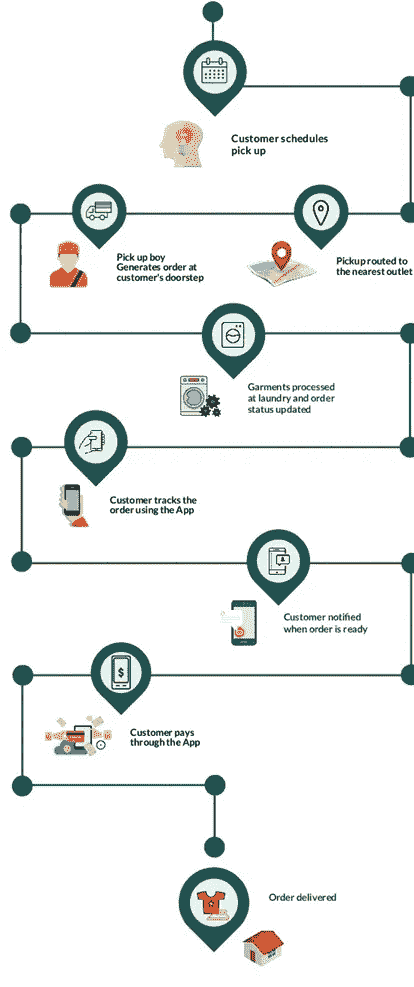 Customer schedules
pick up
Pickup routed to
the nearest outlet
Pick up boy
Generates order at
customer's doorstep
Garments processed
at laundry and order
status updated
Customer tracks the
order using the App
Customer notified
when order is ready
$
Customer pays
through the App
Order delivered